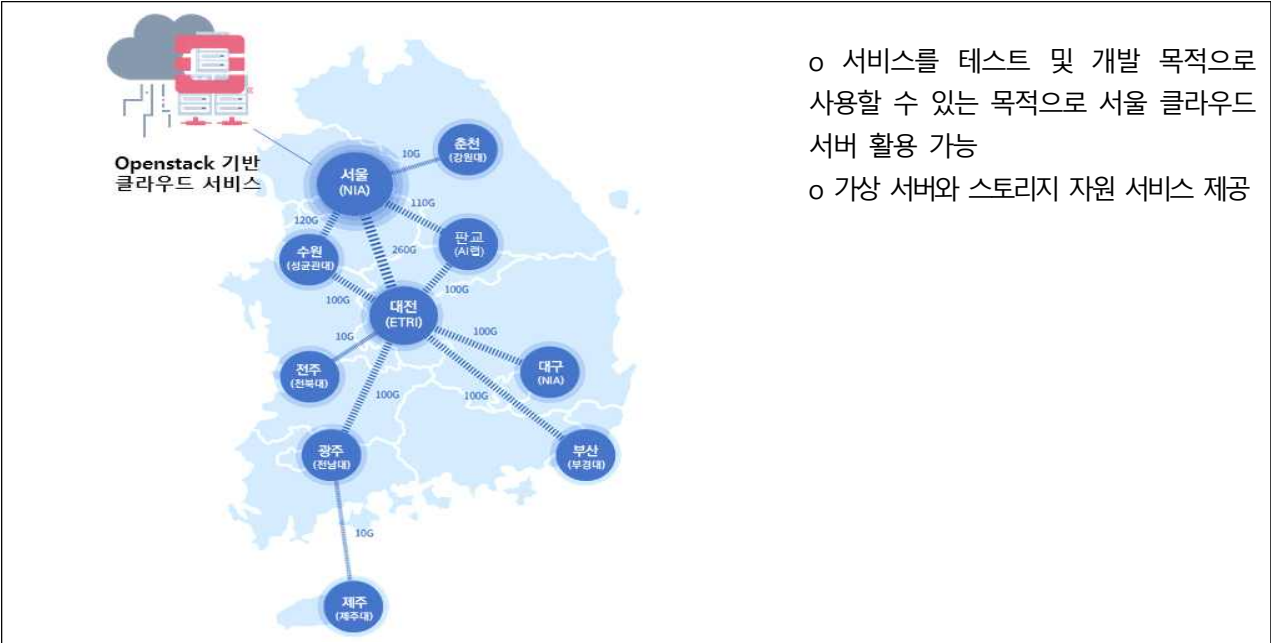 Openstack 기반
클라우드 서비스
서울
(NIA)
10G
춘천
(강원대)
110G
120G
수원
(성균관대)
260G
판교
(AI랩)
100G
100G
대전
(ETRI)
10G
100G
전주
(전북대)
대구
(NIA)
100G
100G
광주
(전남대)
부산
(부경대)
10G
제주
(제주대)
o 서비스를 테스트 및 개발 목적으로
사용할 수 있는 목적으로 서울 클라우드
서버 활용 가능
o 가상 서버와 스토리지 자원 서비스 제공